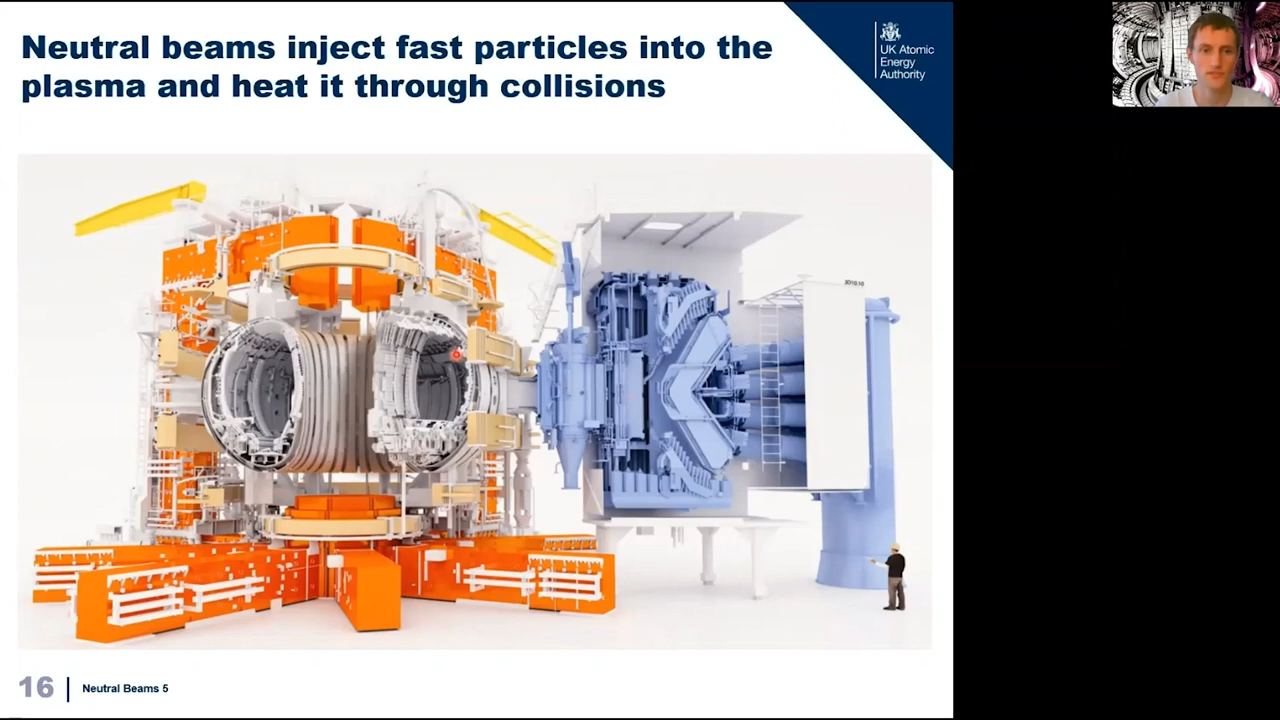 Neutral beams inject fast particles into the
plasma and heat it through collisions
UK Atomic
Energy
Authority
16
Neutral Beams 5